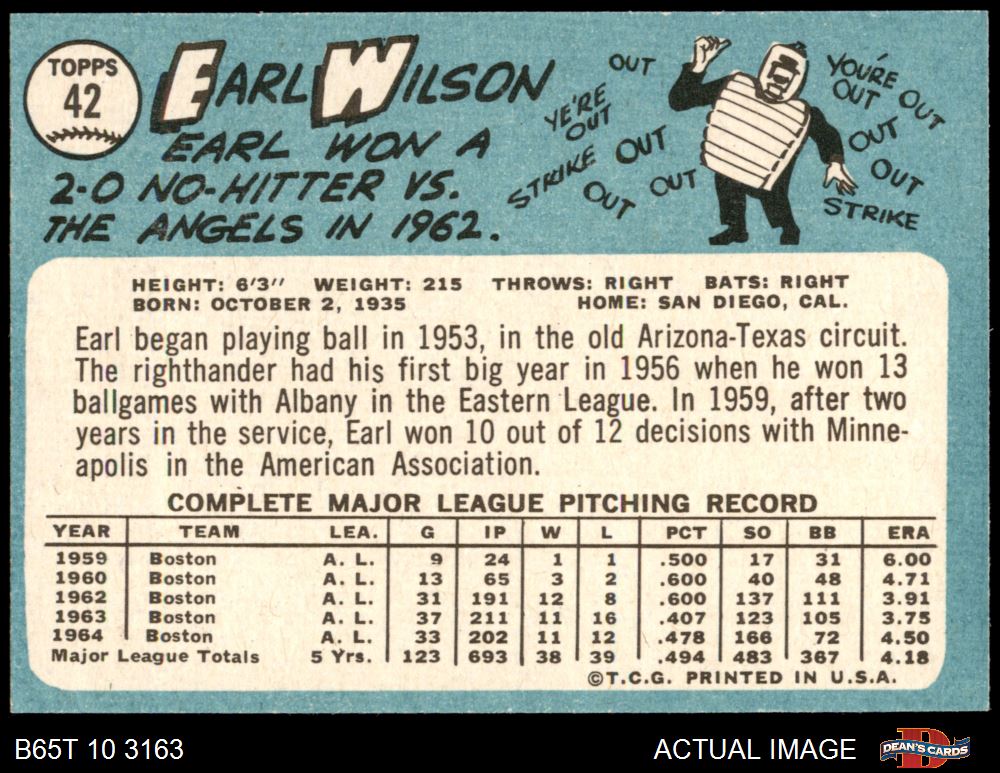 TOPPS
42
EARL WILSON
EARL WON A
2-0 NO-HITTER VS.
THE ANGELS IN 1962.
OUT
YE'RE
OUT
STRIKE
OUT
OUT
OUT
YOU'RE
OUT
OUT
OUT
OUT
STRIKE
HEIGHT: 6'3" WEIGHT: 215 THROWS: RIGHT BATS: RIGHT
BORN: OCTOBER 2, 1935 HOME: SAN DIEGO, CAL.
Earl began playing ball in 1953, in the old Arizona-Texas circuit.
The righthander had his first big year in 1956 when he won 13
ballgames with Albany in the Eastern League. In 1959, after two
years in the service, Earl won 10 out of 12 decisions with Minne-
apolis in the American Association.
COMPLETE MAJOR LEAGUE PITCHING RECORD
YEAR TEAM LEA. G IP W L PCT SO BB ERA
1959 Boston A. L. 9 24 1 1 .500 17 31 6.00
1960 Boston A. L. 13 65 3 2 .600 40 48 4.71
1962 Boston A. L. 31 191 12 8 .600 137 111 3.91
1963 Boston A. L. 37 211 11 16 .407 123 105 3.75
1964 Boston A. L. 33 202 11 12 .478 166 72 4.50
Major League Totals 5 Yrs. 123 693 38 39 .494 483 367 4.18
©T.C.G. PRINTED IN U.S.A.
B65T 10 3163 ACTUAL IMAGE DEAN'S CARDS